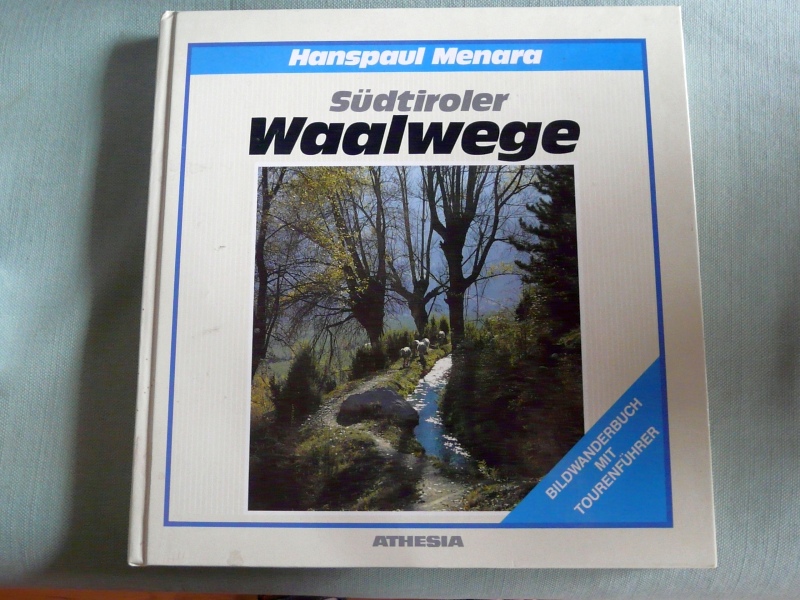 Hanspaul Menara
Südtiroler
Waalwege
BILDWANDERBUCH
MIT
TOURENFÜHRER
ATHESIA